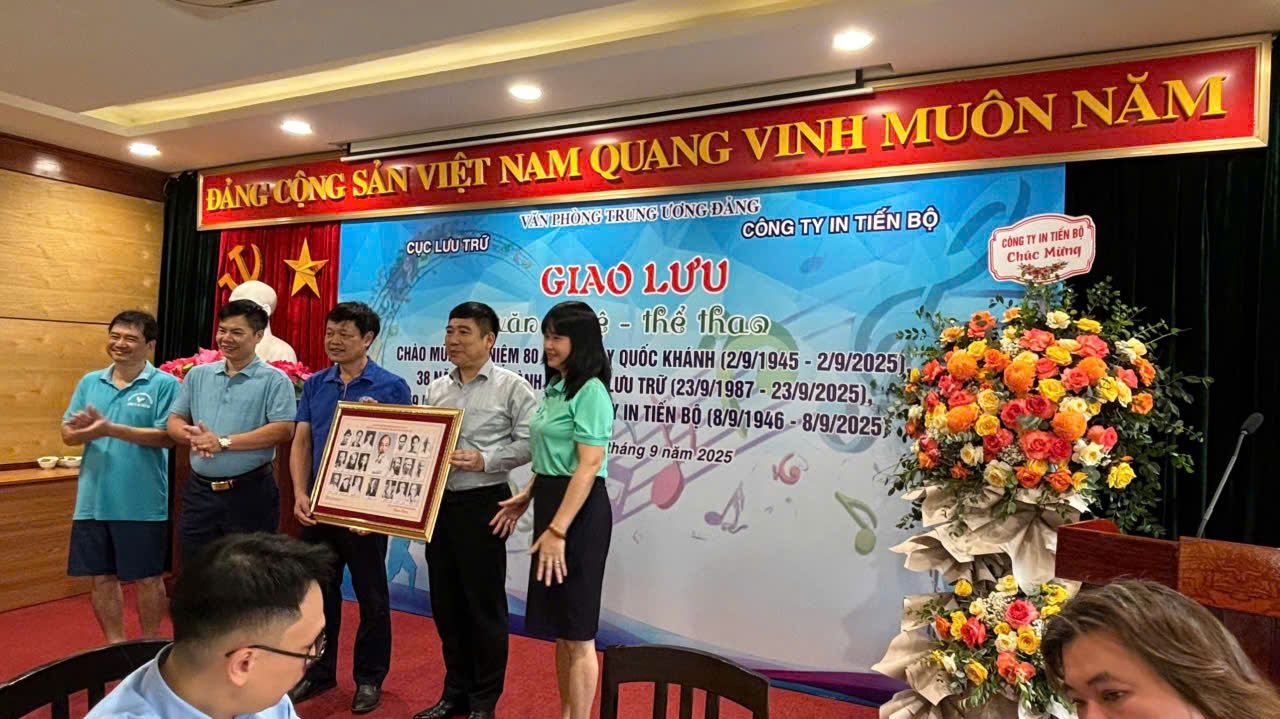 ĐẢNG CỘNG SẢN VIỆT NAM QUANG VINH MUÔN NĂM
VĂN PHÒNG TRUNG ƯƠNG ĐẢNG
CỤC LƯU TRỮ
CÔNG TY IN TIẾN BỘ
GIAO LƯU
văn - thể thao
CHÀO NIỆM 80 QUỐC KHÁNH (2/9/1945 - 2/9/2025),
38 LƯU TRỮ (23/9/1987 - 23/9/2025),
IN TIẾN BỘ (8/9/1946 - 8/9/2025)
tháng 9 năm 2025
CÔNG TY IN TIẾN BỘ
Chúc Mừng